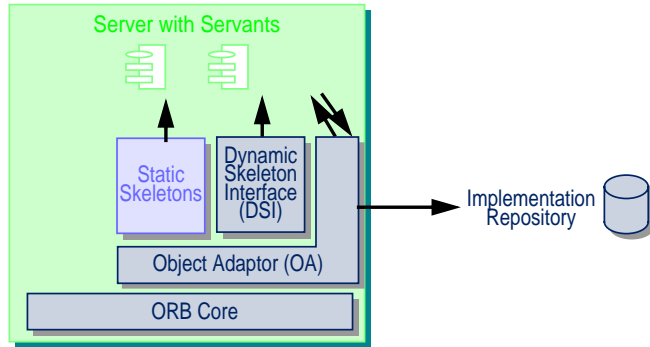 Server with Servants
Static
Skeletons
Dynamic
Skeleton
Interface
(DSI)
Implementation
Repository
Object Adaptor (OA)
ORB Core